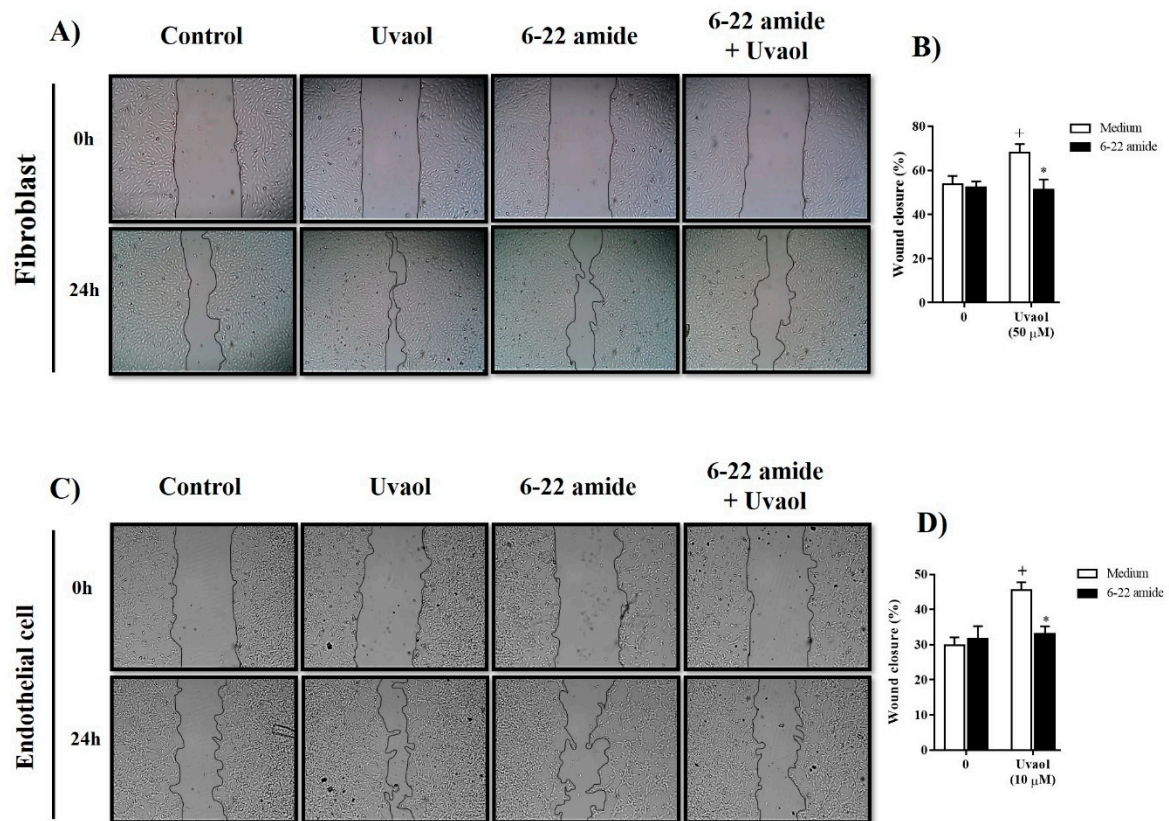 A)
Control
Uvaol
6-22 amide
6-22 amide
+ Uvaol
Fibroblast
0h
24h
B)
Medium
6-22 amide
Wound closure (%)
80
60
40
20
0
+
*
0
Uvaol
(50 μM)
C)
Control
Uvaol
6-22 amide
6-22 amide
+ Uvaol
Endothelial cell
0h
24h
D)
Medium
6-22 amide
Wound closure (%)
50
40
30
20
10
0
+
*
0
Uvaol
(10 μM)